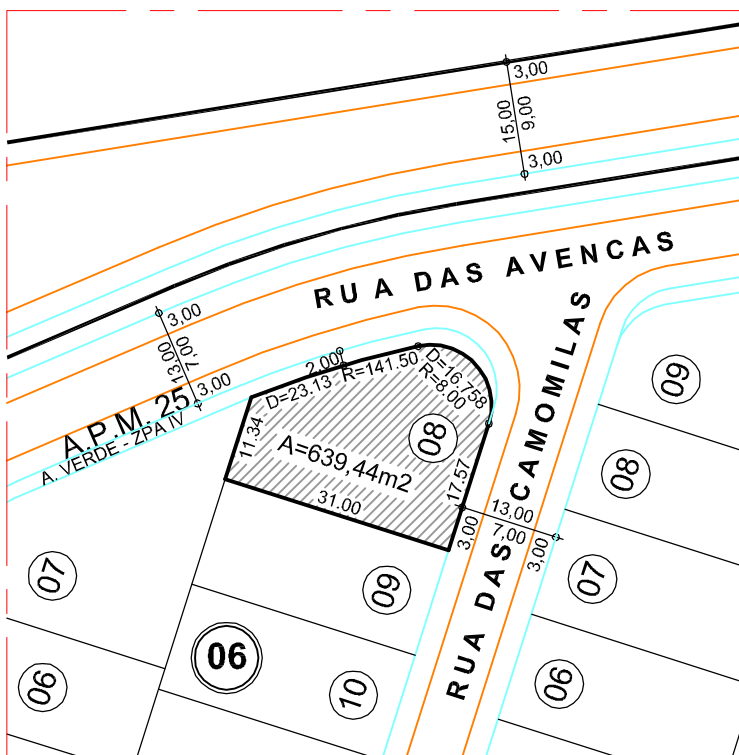 3,00
15,00
9,00
3,00
RUA DAS AVENCAS
3,00
13,00
7,00
3,00
2.00
D=23.13
R=141.50
D=16.758
R=8.00
A.P.M. 25
A. VERDE - ZPA IV
11.34
A=639,44m2
08
17.57
31.00
RUA DAS CAMOMILAS
3,00
13,00
7,00
3,00
09
08
07
06
07
06
09
10
06